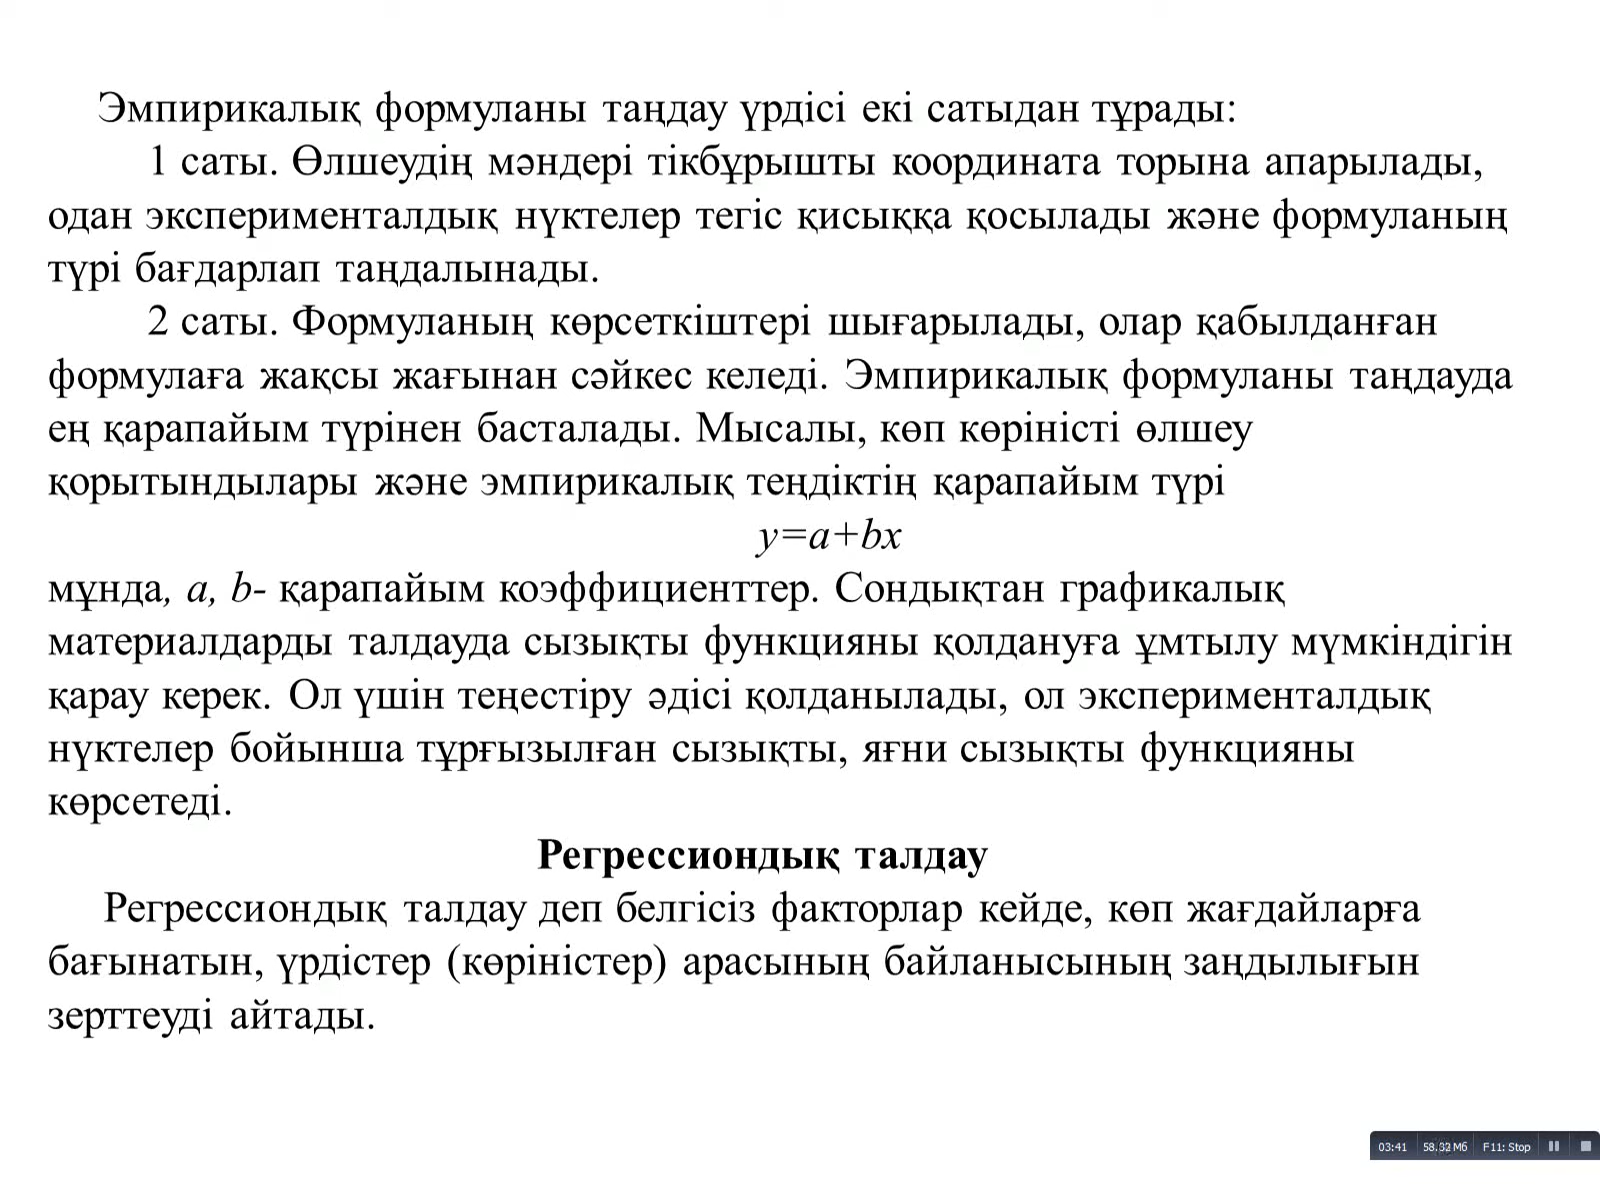 Эмпирикалық формуланы таңдау үрдісі екі сатыдан тұрады:
1 саты. Өлшеудің мәндері тікбұрышты координата торына апарылады,
одан эксперименталдық нүктелер тегіс қисыққа қосылады және формуланың
түрі бағдарлап таңдалынады.
2 саты. Формуланың көрсеткіштері шығарылады, олар қабылданған
формулаға жақсы жағынан сәйкес келеді. Эмпирикалық формуланы таңдауда
ең қарапайым түрінен басталады. Мысалы, көп көріністі өлшеу
қорытындылары және эмпирикалық теңдіктің қарапайым түрі
y=a+bx
мұнда, a, b- қарапайым коэффициенттер. Сондықтан графикалық
материалдарды талдауда сызықты функцияны қолдануға ұмтылу мүмкіндігін
қарау керек. Ол үшін теңестіру әдісі қолданылады, ол эксперименталдық
нүктелер бойынша тұрғызылған сызықты, яғни сызықты функцияны
көрсетеді.
Регрессиондық талдау
Регрессиондық талдау деп белгісіз факторлар кейде, көп жағдайларға
бағынатын, үрдістер (көріністер) арасының байланысының заңдылығын
зерттеуді айтады.
03:41 Мб F11: Stop